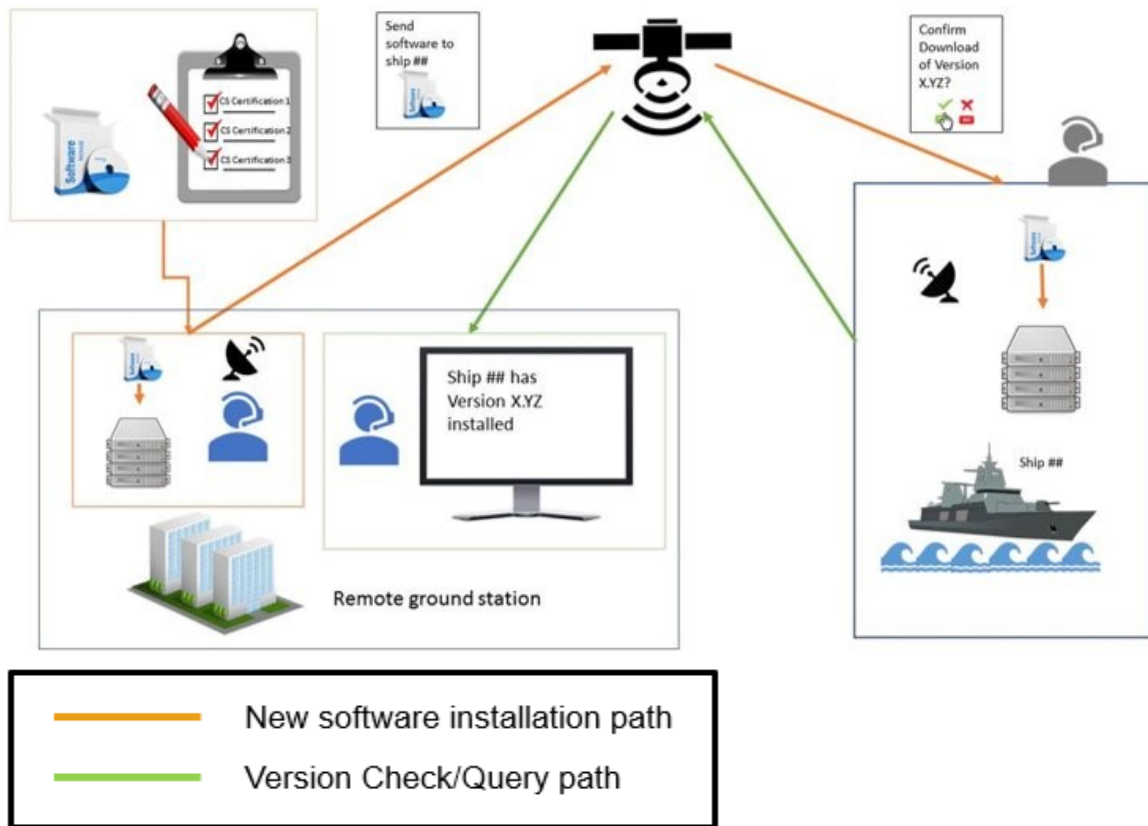 Software
CS Certification 1
CS Certification 2
CS Certification 3
Send
software to
ship ##
Confirm
Download
of Version
X.YZ?
NO
Ship ## has
Version X.YZ
installed
Ship ##
Remote ground station
New software installation path
Version Check/Query path